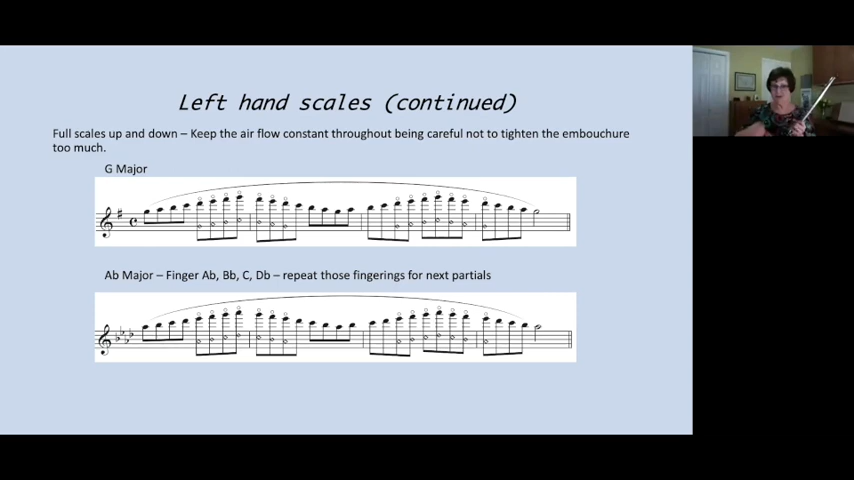 Left hand scales (continued)
Full scales up and down – Keep the air flow constant throughout being careful not to tighten the embouchure
too much.
G Major
Ab Major – Finger Ab, Bb, C, Db – repeat those fingerings for next partials